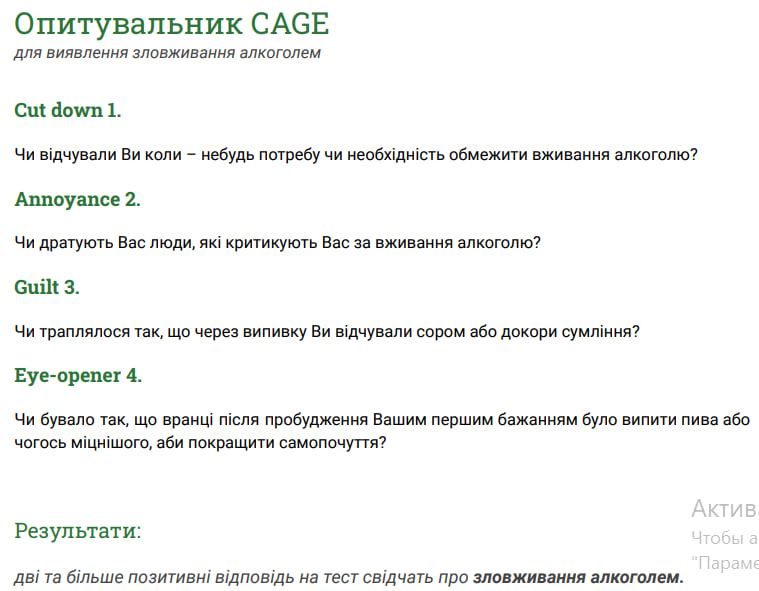 Опитувальник CAGE
для виявлення зловживання алкоголем
Cut down 1.
Чи відчували Ви коли – небудь потребу чи необхідність обмежити вживання алкоголю?
Annoyance 2.
Чи дратують Вас люди, які критикують Вас за вживання алкоголю?
Guilt 3.
Чи траплялося так, що через випивку Ви відчували сором або докори сумління?
Eye-opener 4.
Чи бувало так, що вранці після пробудження Вашим першим бажанням було випити пива або
чогось міцнішого, аби покращити самопочуття?
Результати:
дві та більше позитивні відповідь на тест свідчать про зловживання алкоголем.
Актив
Чтобы а
"Параме